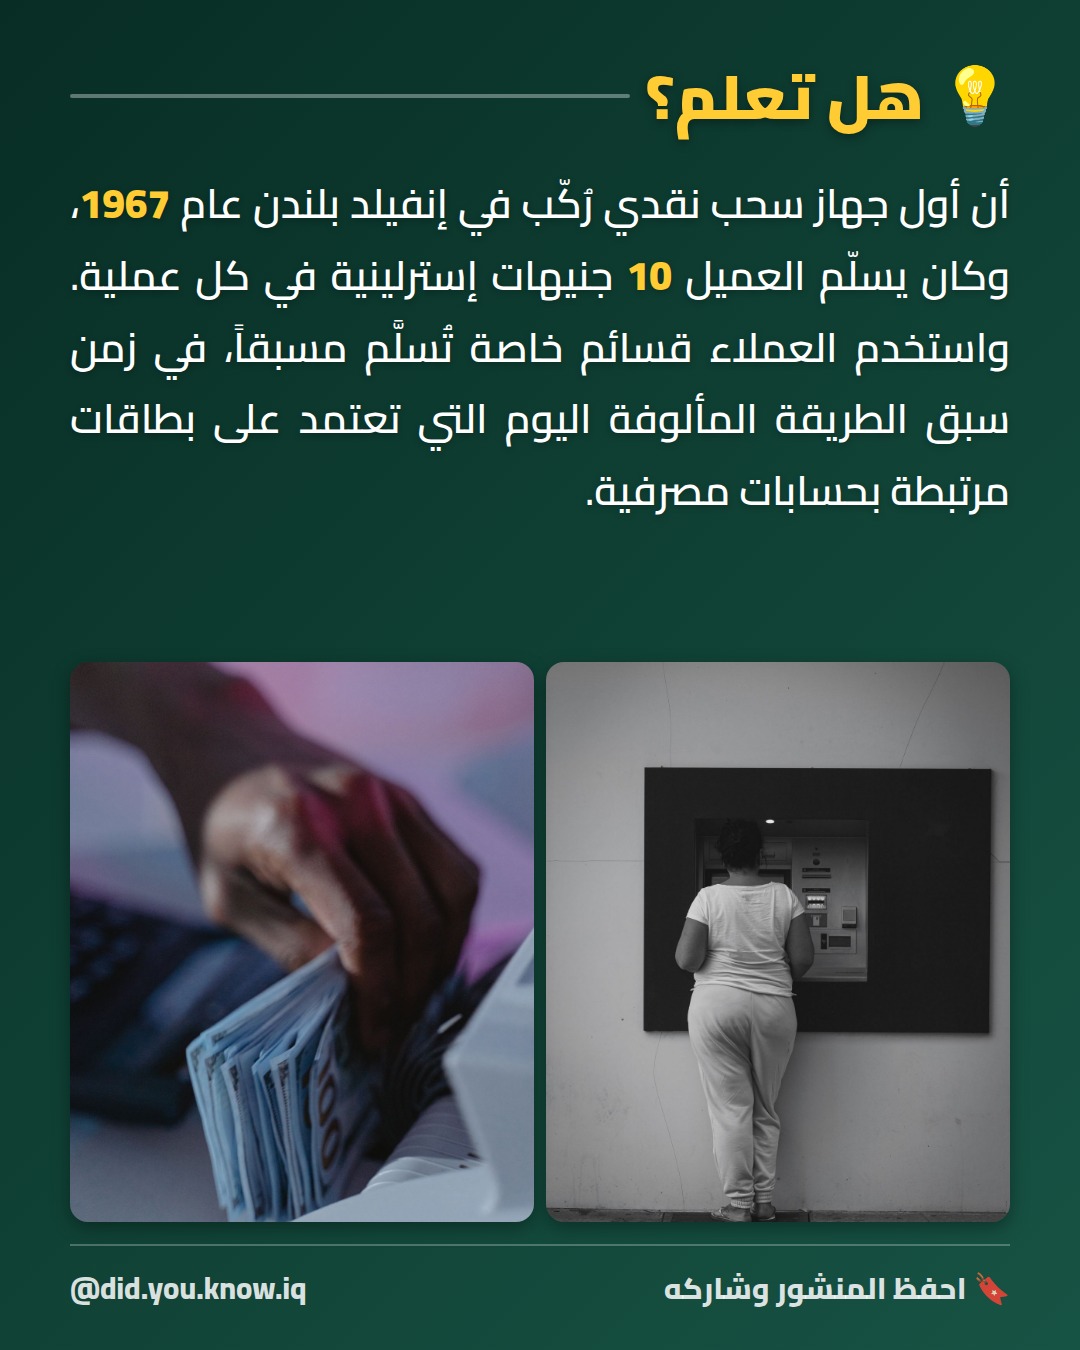 هل تعلم؟
أن أول جهاز سحب نقدي رُكّب في إنفيلد بلندن عام 1967،
وكان يسلّم العميل 10 جنيهات إسترلينية في كل عملية.
واستخدم العملاء قسائم خاصة تُسلَّم مسبقاً، في زمن
سبق الطريقة المألوفة اليوم التي تعتمد على بطاقات
مرتبطة بحسابات مصرفية.
100
احفظ المنشور وشاركه
@did.you.know.iq